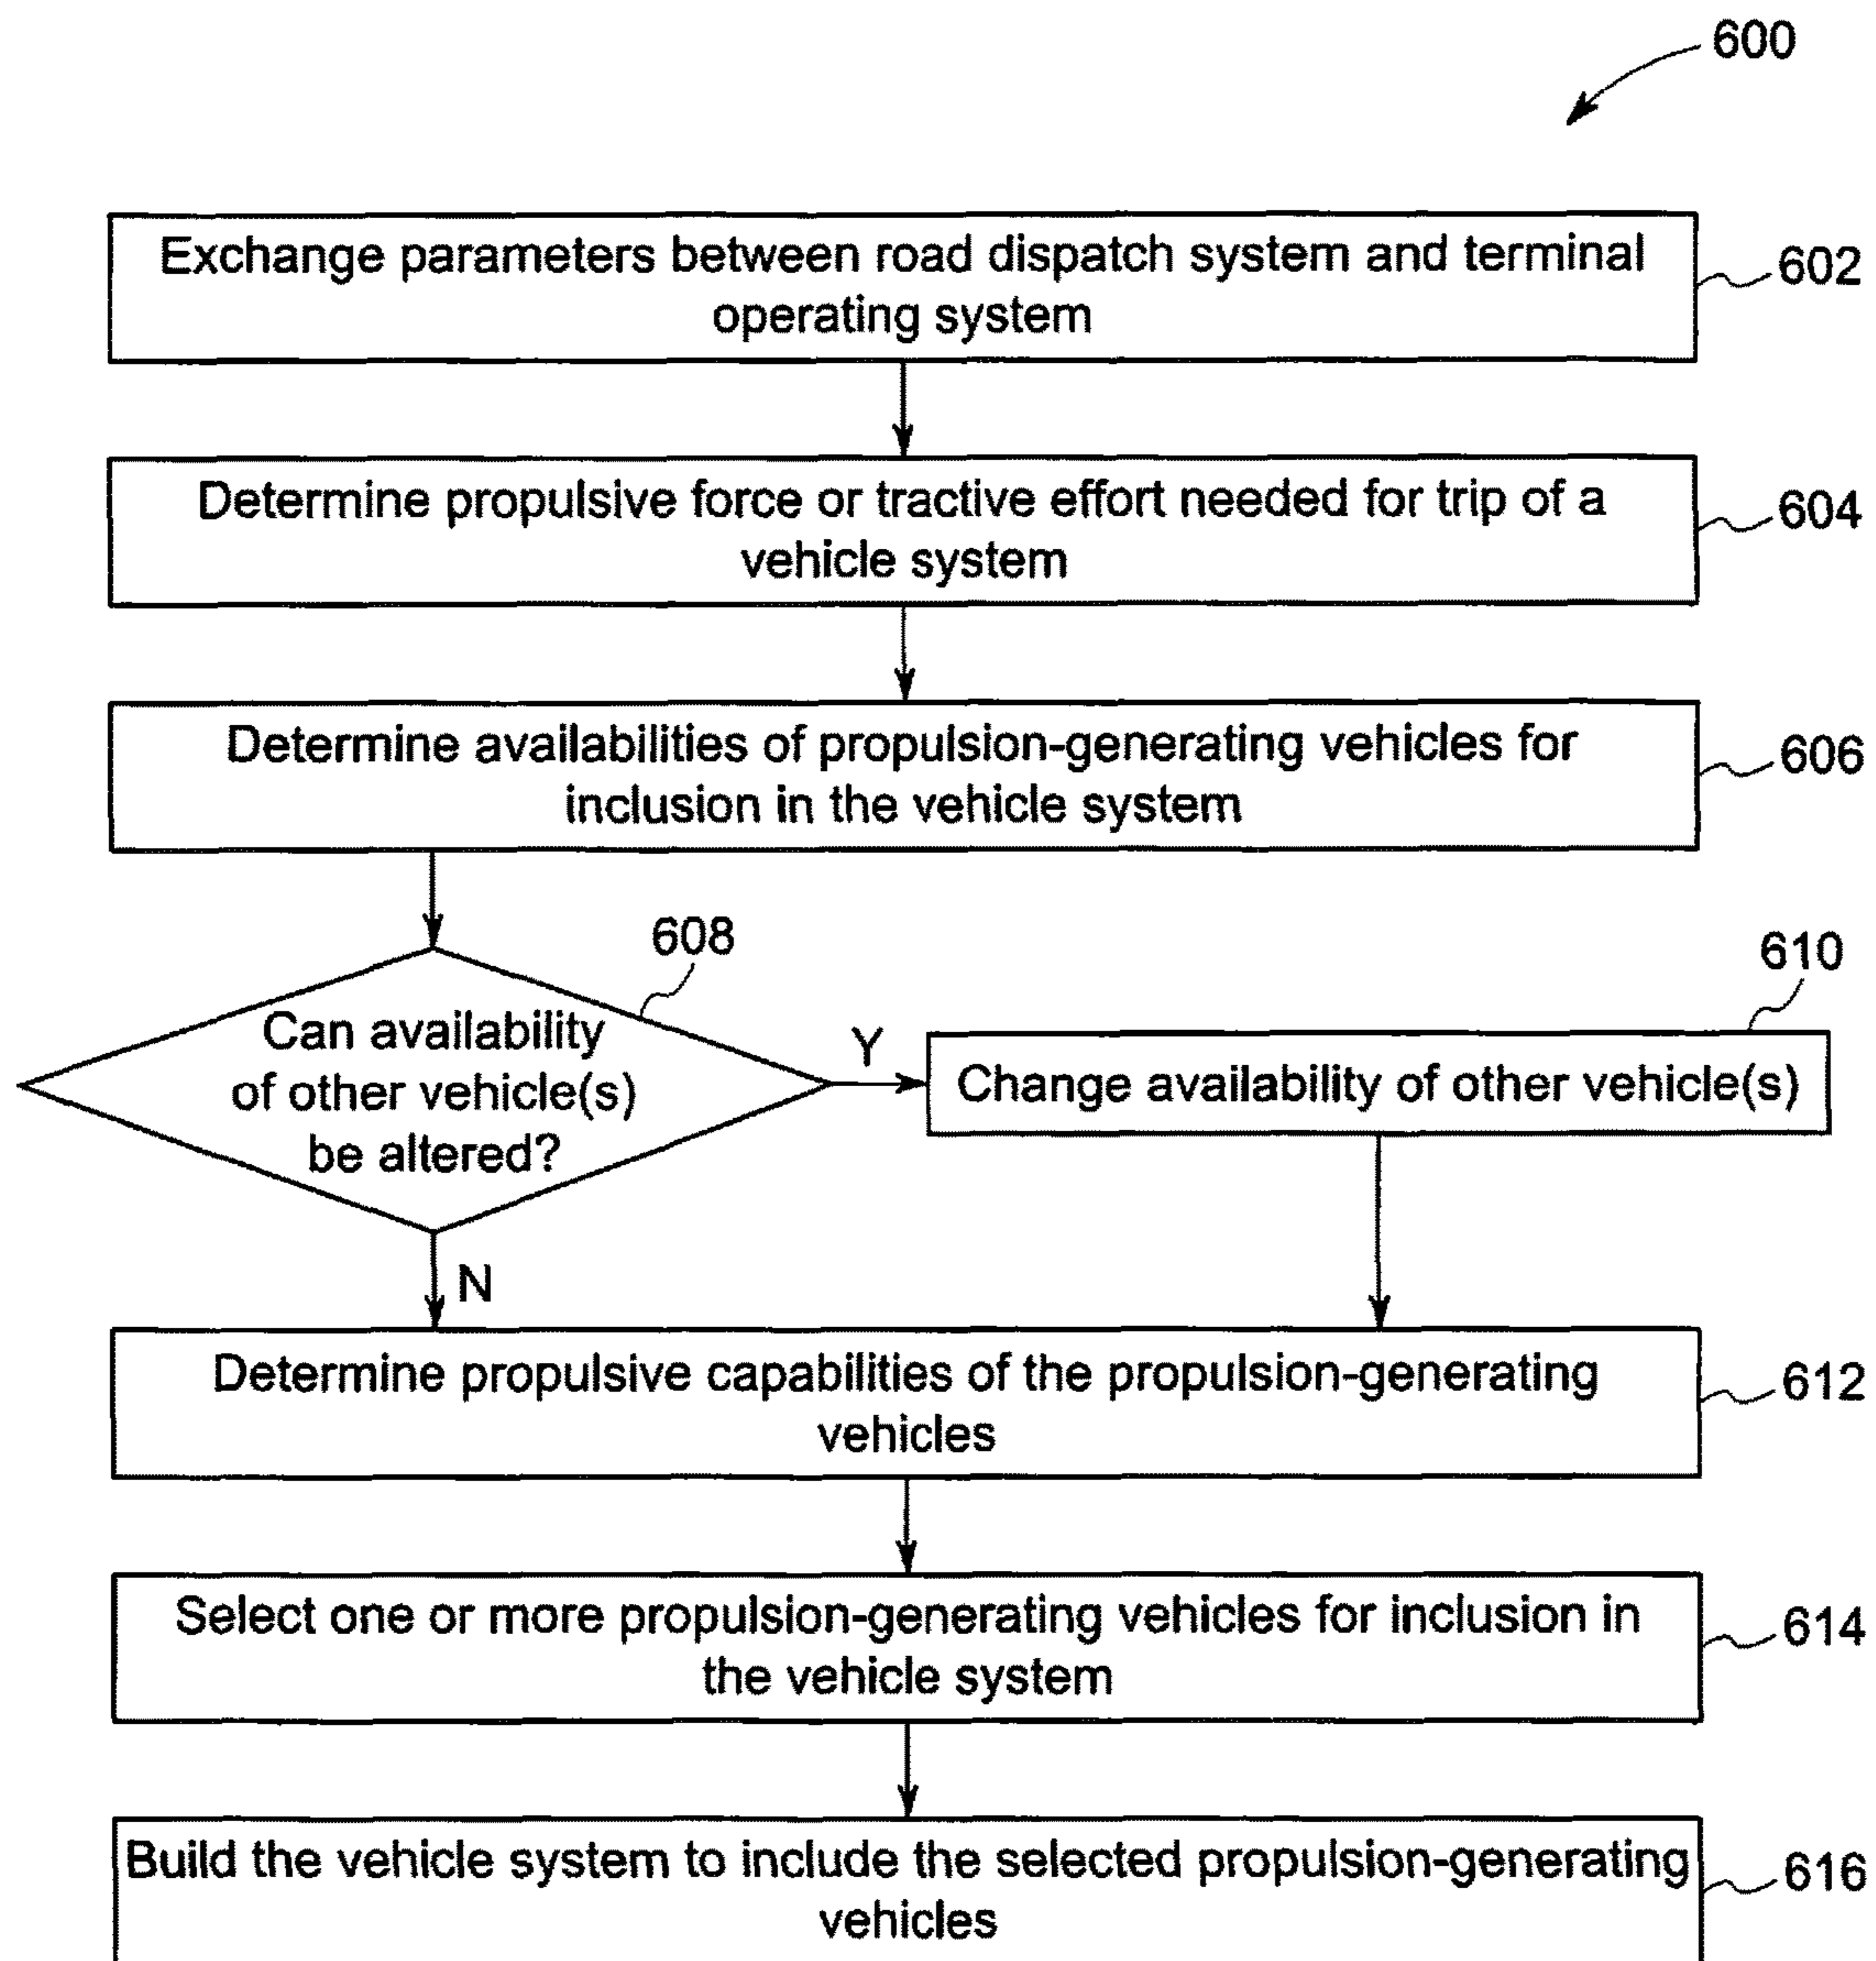 600
Exchange parameters between road dispatch system and terminal
operating system
602
Determine propulsive force or tractive effort needed for trip of a
vehicle system
604
Determine availabilities of propulsion-generating vehicles for
inclusion in the vehicle system
606
608
Can availability
of other vehicle(s)
be altered?
Y
N
610
Change availability of other vehicle(s)
Determine propulsive capabilities of the propulsion-generating
vehicles
612
Select one or more propulsion-generating vehicles for inclusion in
the vehicle system
614
Build the vehicle system to include the selected propulsion-generating
vehicles
616